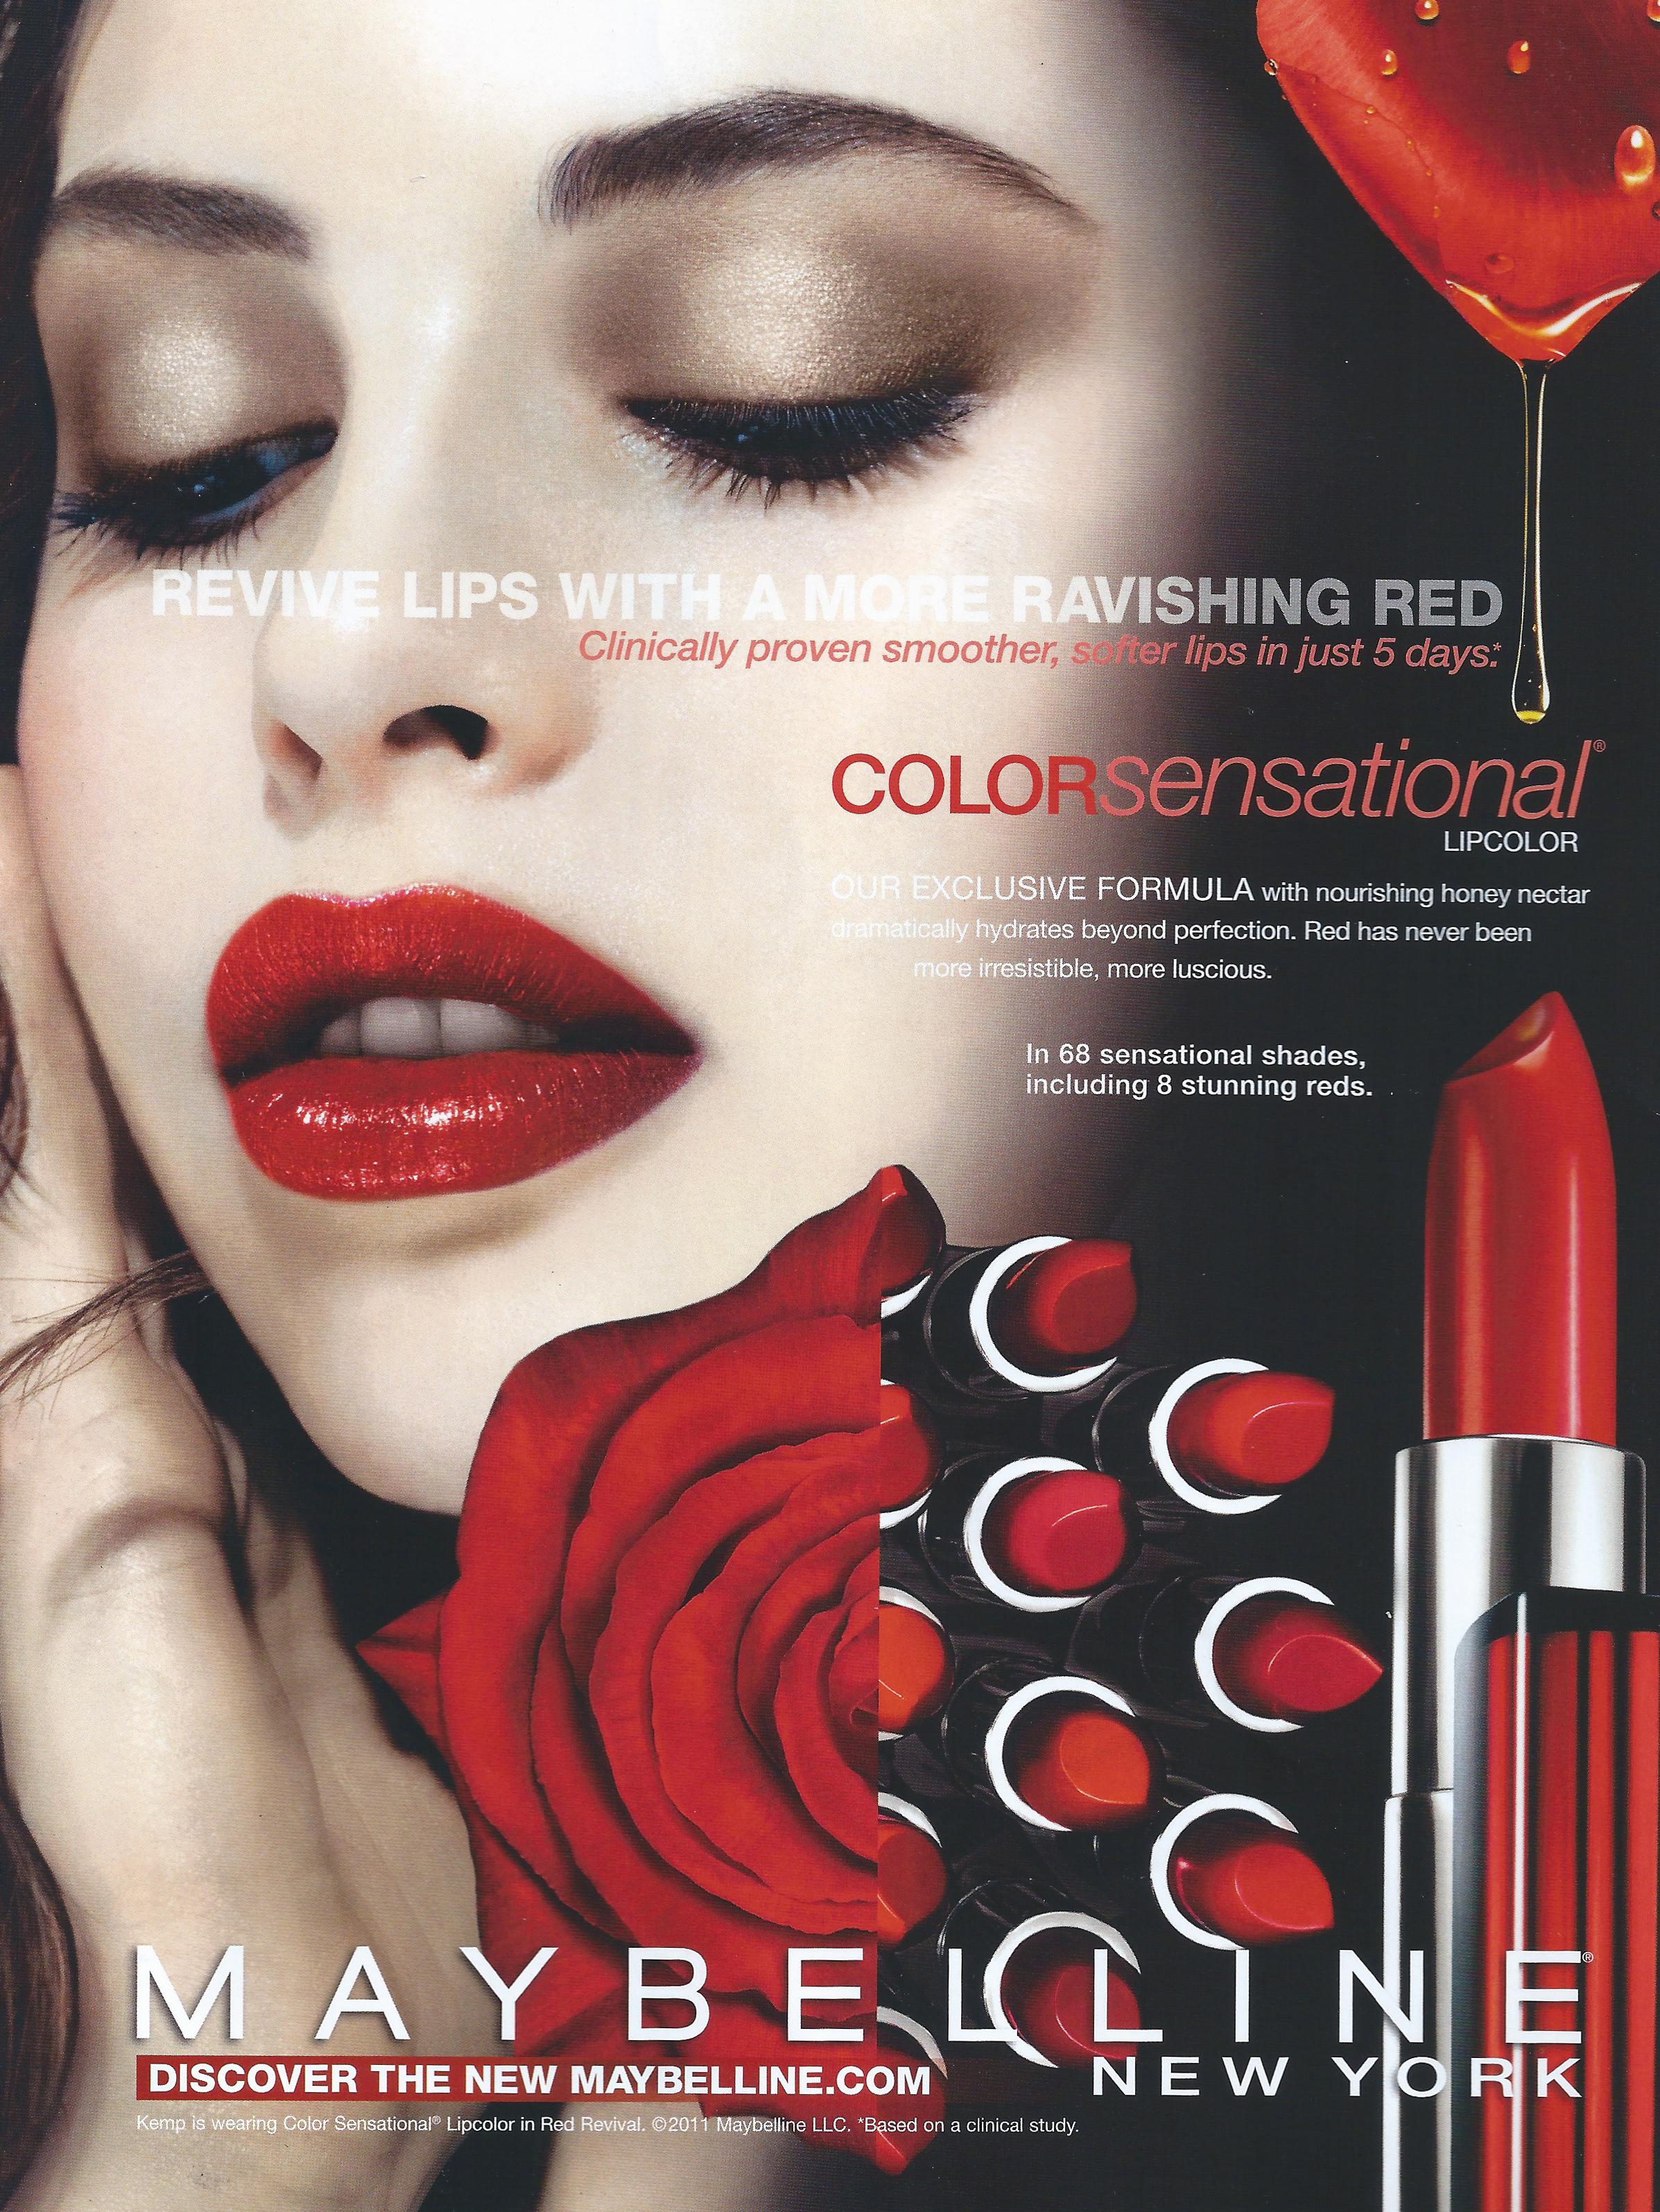 REVIVE LIPS WITH A MORE RAVISHING RED
Clinically proven smoother, softer lips in just 5 days.*
COLORsensational®
LIPCOLOR
OUR EXCLUSIVE FORMULA with nourishing honey nectar
dramatically hydrates beyond perfection. Red has never been
more irresistible, more luscious.
In 68 sensational shades,
including 8 stunning reds.
MAYBELLINE®
NEW YORK
DISCOVER THE NEW MAYBELLINE.COM
Kemp is wearing Color Sensational® Lipcolor in Red Revival. ©2011 Maybelline LLC. *Based on a clinical study.